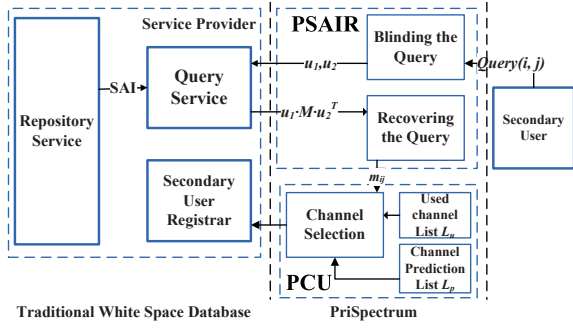 Service Provider
Repository
Service
SAI
Query
Service
Secondary
User
Registrar
PSAIR
Blinding the
Query
u₁,u₂
u₁·M·u₂ᵀ
Recovering
the Query
Query(i, j)
Secondary
User
mᵢⱼ
Channel
Selection
Used
channel
List Lᵤ
Channel
Prediction
List Lₚ
PCU
Traditional White Space Database
PriSpectrum